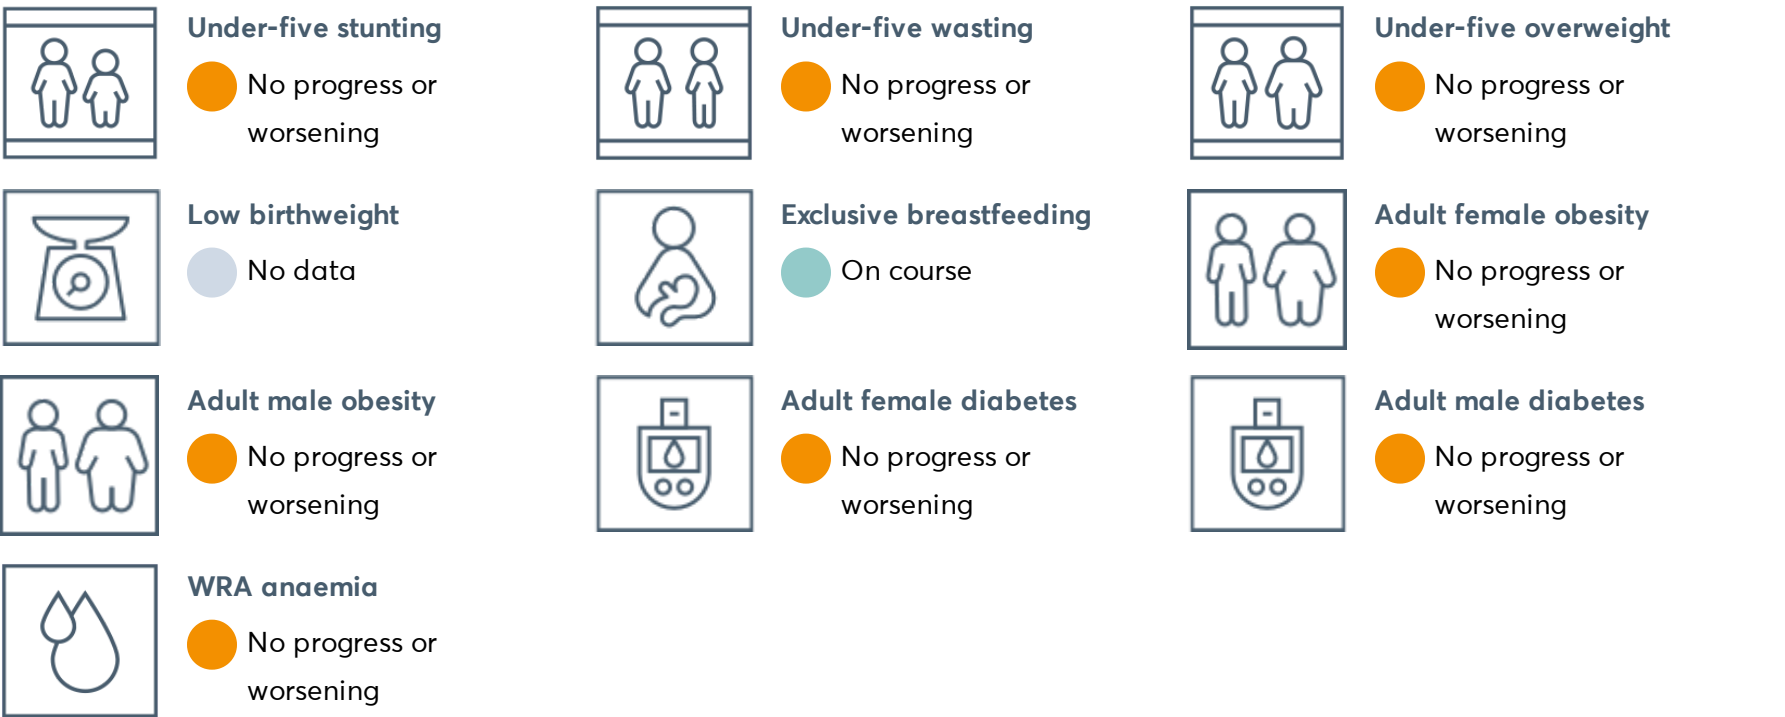 Under-five stunting
No progress or
worsening
Under-five wasting
No progress or
worsening
Under-five overweight
No progress or
worsening
Low birthweight
No data
Exclusive breastfeeding
On course
Adult female obesity
No progress or
worsening
Adult male obesity
No progress or
worsening
Adult female diabetes
No progress or
worsening
Adult male diabetes
No progress or
worsening
WRA anaemia
No progress or
worsening